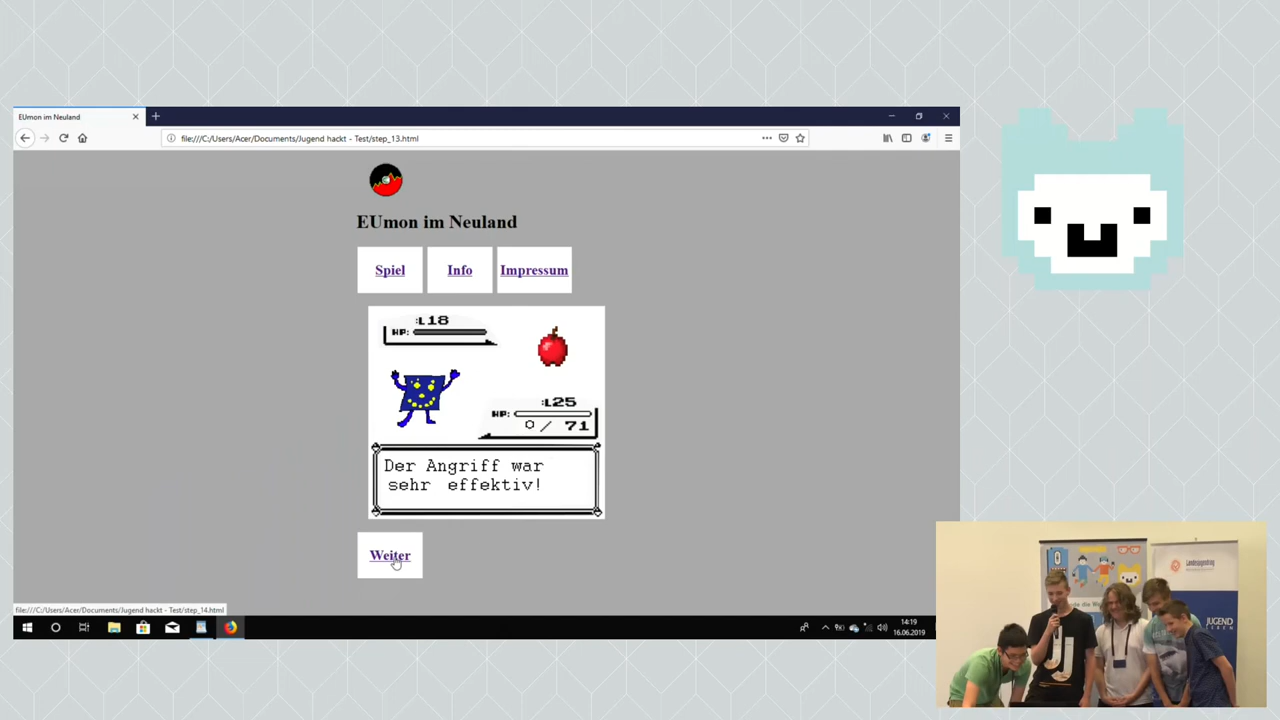 EUmon im Neuland
file:///C:/Users/Acer/Documents/Jugend hackt - Test/step_13.html
EUmon im Neuland
Spiel
Info
Impressum
:L18
HP:
:L25
HP:
0 / 71
Der Angriff war
sehr effektiv!
Weiter
file:///C:/Users/Acer/Documents/Jugend hackt - Test/step_14.html
14:19
16.06.2019
Landesjugendring
JUGEND